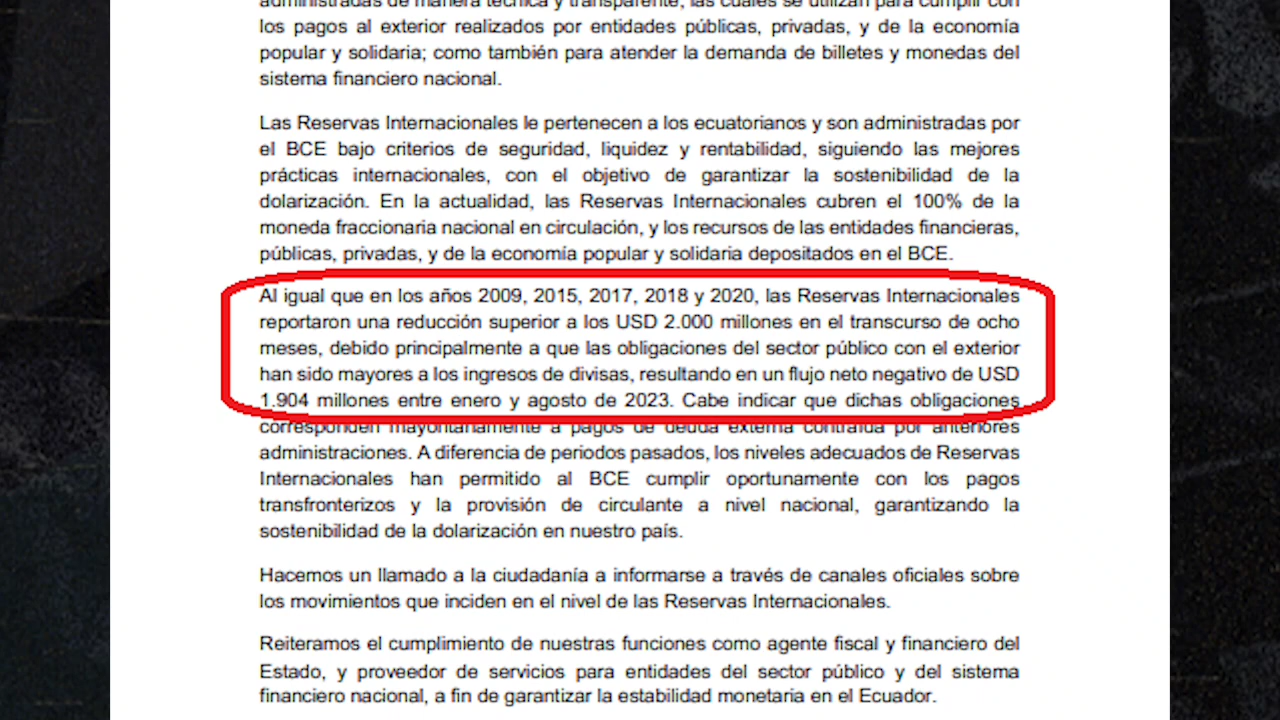 administradas de manera técnica y transparente, las cuales se utilizan para cumplir con
los pagos al exterior realizados por entidades públicas, privadas, y de la economía
popular y solidaria; como también para atender la demanda de billetes y monedas del
sistema financiero nacional.
Las Reservas Internacionales le pertenecen a los ecuatorianos y son administradas por
el BCE bajo criterios de seguridad, liquidez y rentabilidad, siguiendo las mejores
prácticas internacionales, con el objetivo de garantizar la sostenibilidad de la
dolarización. En la actualidad, las Reservas Internacionales cubren el 100% de la
moneda fraccionaria nacional en circulación, y los recursos de las entidades financieras,
públicas, privadas, y de la economía popular y solidaria depositados en el BCE.
Al igual que en los años 2009, 2015, 2017, 2018 y 2020, las Reservas Internacionales
reportaron una reducción superior a los USD 2.000 millones en el transcurso de ocho
meses, debido principalmente a que las obligaciones del sector público con el exterior
han sido mayores a los ingresos de divisas, resultando en un flujo neto negativo de USD
1.904 millones entre enero y agosto de 2023. Cabe indicar que dichas obligaciones
corresponden mayoritariamente a pagos de deuda externa contraída por anteriores
administraciones. A diferencia de periodos pasados, los niveles adecuados de Reservas
Internacionales han permitido al BCE cumplir oportunamente con los pagos
transfronterizos y la provisión de circulante a nivel nacional, garantizando la
sostenibilidad de la dolarización en nuestro país.
Hacemos un llamado a la ciudadanía a informarse a través de canales oficiales sobre
los movimientos que inciden en el nivel de las Reservas Internacionales.
Reiteramos el cumplimiento de nuestras funciones como agente fiscal y financiero del
Estado, y proveedor de servicios para entidades del sector público y del sistema
financiero nacional, a fin de garantizar la estabilidad monetaria en el Ecuador.